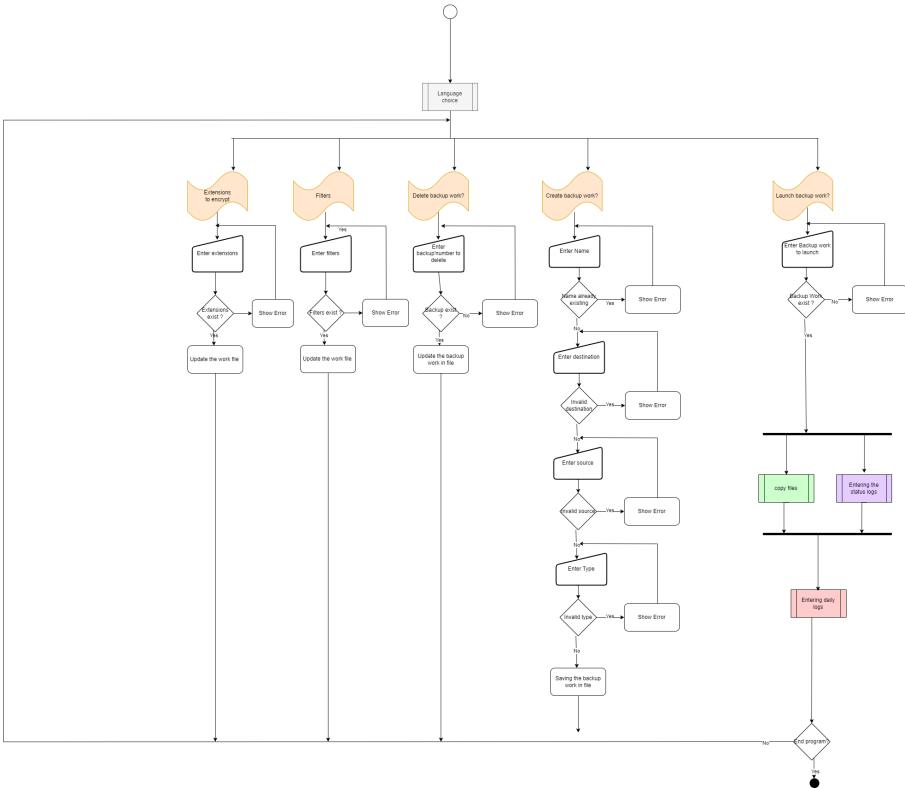 Language
choice
Extensions
to encrypt
Filters
Delete backup work?
Create backup work?
Launch backup work?
Yes
Enter extensions
Enter filters
Enter
backup'number to
delete
Enter Name
Enter Backup work
to launch
Extensions
exist ?
Show Error
Filters exist ?
Show Error
Backup exist
?
No
Show Error
Name already
existing
Yes
Show Error
Backup Work
exist ?
No
Show Error
Yes
Yes
Yes
No
Yes
Update the work file
Update the work file
Update the backup
work in file
Enter destination
Invalid
destination
Yes
Show Error
No
Enter source
Invalid source
Yes
Show Error
No
Enter Type
Invalid type
Yes
Show Error
No
Saving the backup
work in file
copy files
Entering the
status logs
Entering daily
logs
End program?
No
Yes